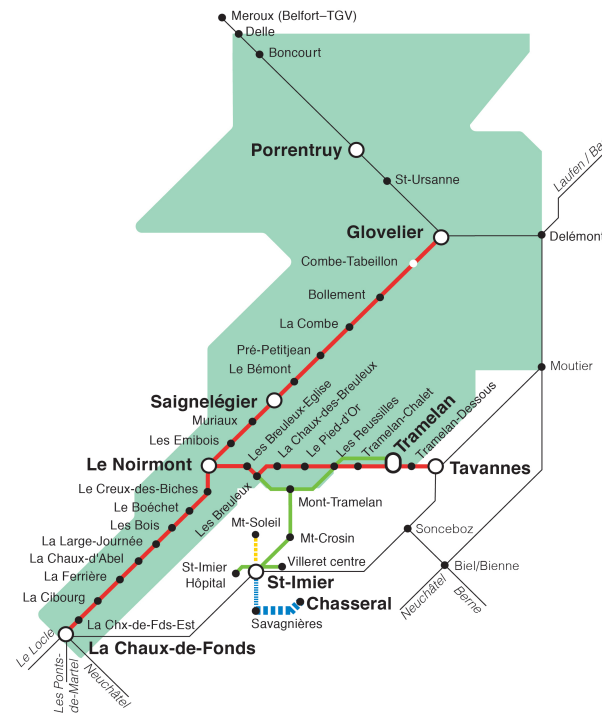 Meroux (Belfort–TGV)
Delle
Boncourt
Porrentruy
St-Ursanne
Laufen / Ba
Glovelier
Delémont
Combe-Tabeillon
Bollement
La Combe
Pré-Petitjean
Le Bémont
Moutier
Saignelégier
Muriaux
Les Emibois
Le Noirmont
Les Breuleux-Eglise
La Chaux-des-Breuleux
Le Pied-d'Or
Les Reussilles
Tramelan-Chalet
Tramelan
Tramelan-Dessous
Tavannes
Le Creux-des-Biches
Le Boéchet
Les Bois
La Large-Journée
La Chaux-d'Abel
La Ferrière
La Cibourg
La Chx-de-Fds-Est
La Chaux-de-Fonds
Les Breuleux
Mont-Tramelan
Mt-Soleil
Mt-Crosin
St-Imier
Hôpital
Villeret centre
St-Imier
Chasseral
Savagnières
Sonceboz
Biel/Bienne
Neuchâtel
Berne
Le Locle
Les Ponts-
de-Martel
Neuchâtel